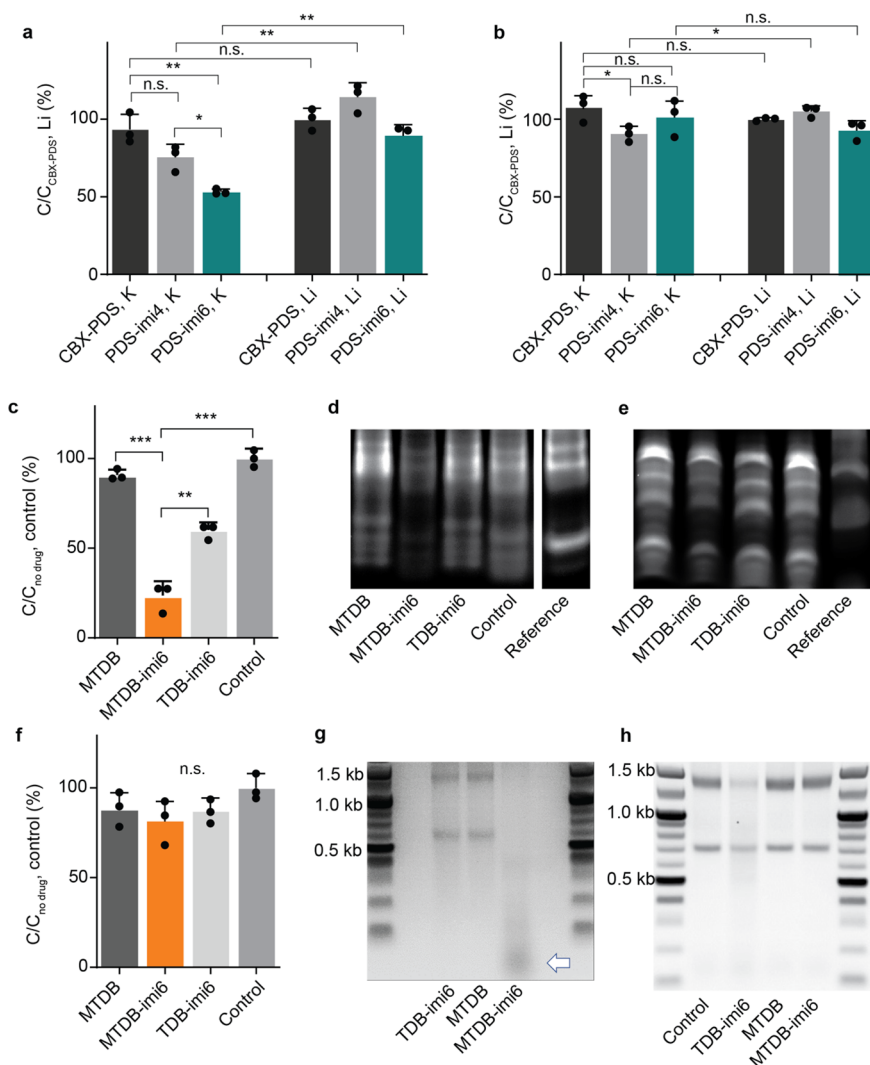 a
**
**
n.s.
**
n.s.
*
C/C_CBX-PDS, Li (%)
100
50
0
CBX-PDS, K
PDS-imi4, K
PDS-imi6, K
CBX-PDS, Li
PDS-imi4, Li
PDS-imi6, Li
b
n.s.
*
n.s.
n.s.
* n.s.
C/C_CBX-PDS, Li (%)
100
50
0
CBX-PDS, K
PDS-imi4, K
PDS-imi6, K
CBX-PDS, Li
PDS-imi4, Li
PDS-imi6, Li
c
***
***
**
C/C_no drug, control (%)
100
50
0
MTDB
MTDB-imi6
TDB-imi6
Control
d
MTDB
MTDB-imi6
TDB-imi6
Control
Reference
e
MTDB
MTDB-imi6
TDB-imi6
Control
Reference
f
n.s.
C/C_no drug, control (%)
100
50
0
MTDB
MTDB-imi6
TDB-imi6
Control
g
1.5 kb
1.0 kb
0.5 kb
TDB-imi6
MTDB
MTDB-imi6
h
1.5 kb
1.0 kb
0.5 kb
Control
TDB-imi6
MTDB
MTDB-imi6